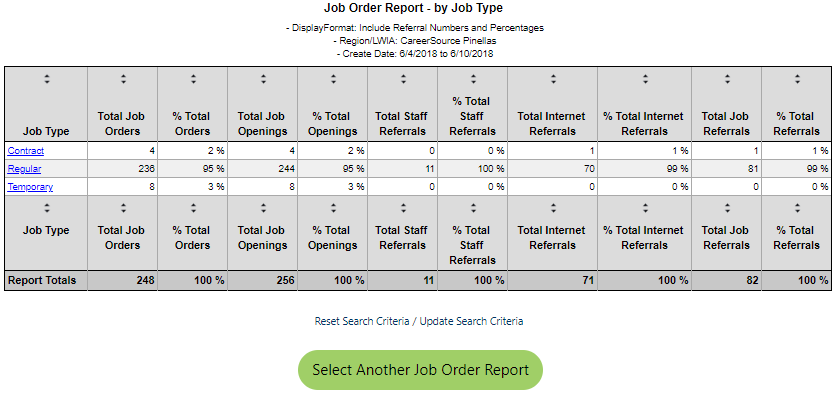 Job Order Report - by Job Type
- DisplayFormat: Include Referral Numbers and Percentages
- Region/LWIA: CareerSource Pinellas
- Create Date: 6/4/2018 to 6/10/2018
Job Type Total Job Orders % Total Orders Total Job Openings % Total Openings Total Staff Referrals % Total Staff Referrals Total Internet Referrals % Total Internet Referrals Total Job Referrals % Total Referrals
Contract 4 2 % 4 2 % 0 0 % 1 1 % 1 1 %
Regular 236 95 % 244 95 % 11 100 % 70 99 % 81 99 %
Temporary 8 3 % 8 3 % 0 0 % 0 0 % 0 0 %
Job Type Total Job Orders % Total Orders Total Job Openings % Total Openings Total Staff Referrals % Total Staff Referrals Total Internet Referrals % Total Internet Referrals Total Job Referrals % Total Referrals
Report Totals 248 100 % 256 100 % 11 100 % 71 100 % 82 100 %
Reset Search Criteria / Update Search Criteria
Select Another Job Order Report